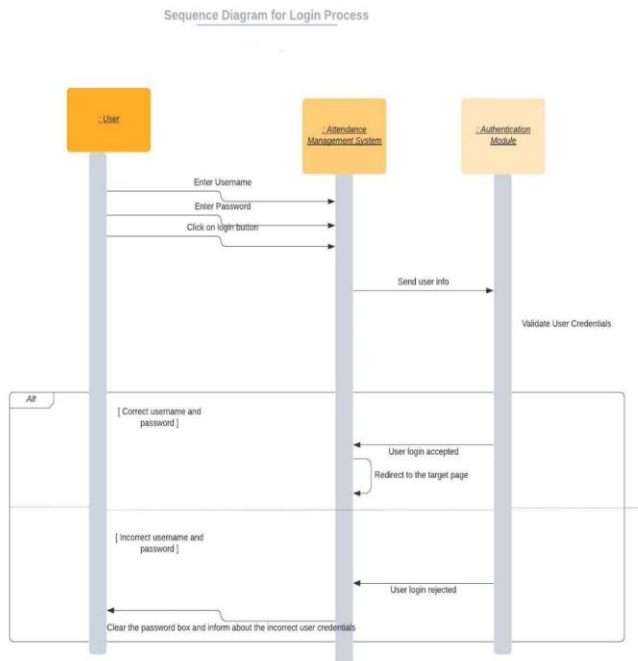 Sequence Diagram for Login Process
: User
: Attendance
Management System
: Authentication
Module
Enter Username
Enter Password
Click on login button
Send user info
Validate User Credentials
Alt
[ Correct username and
password ]
User login accepted
Redirect to the target page
[ Incorrect username and
password ]
User login rejected
Clear the password box and inform about the incorrect user credentials